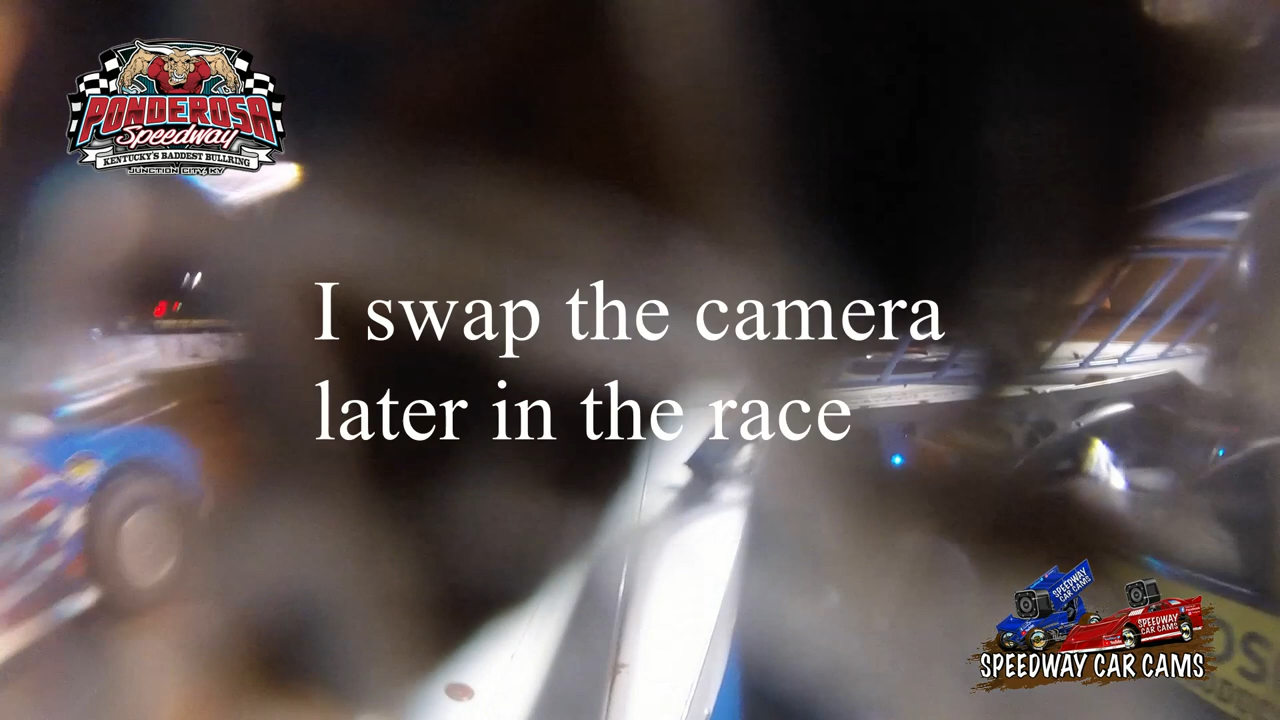 PONDEROSA
Speedway
KENTUCKY'S BADDEST BULLRING
JUNCTION CITY, KY
I swap the camera
later in the race
SPEEDWAY
CAR CAMS
SPEEDWAY
CAR CAMS
SPEEDWAY CAR CAMS